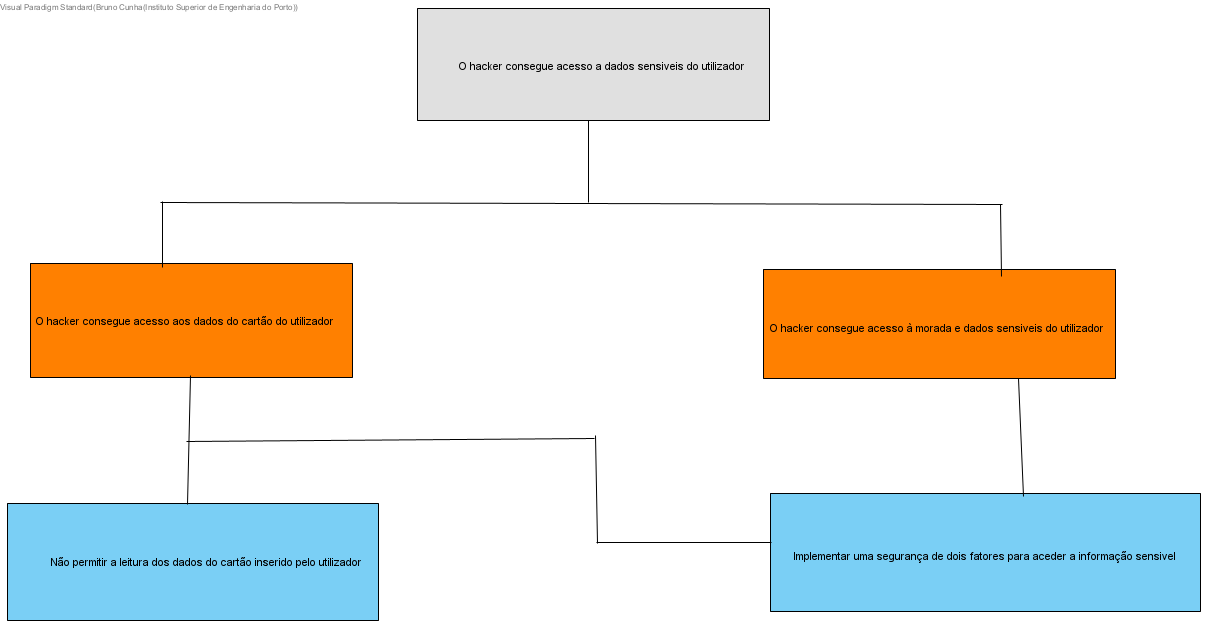 Visual Paradigm Standard(Bruno Cunha(Instituto Superior de Engenharia do Porto))
O hacker consegue acesso a dados sensiveis do utilizador
O hacker consegue acesso aos dados do cartão do utilizador
O hacker consegue acesso á morada e dados sensiveis do utilizador
Não permitir a leitura dos dados do cartão inserido pelo utilizador
Implementar uma segurança de dois fatores para aceder a informação sensivel